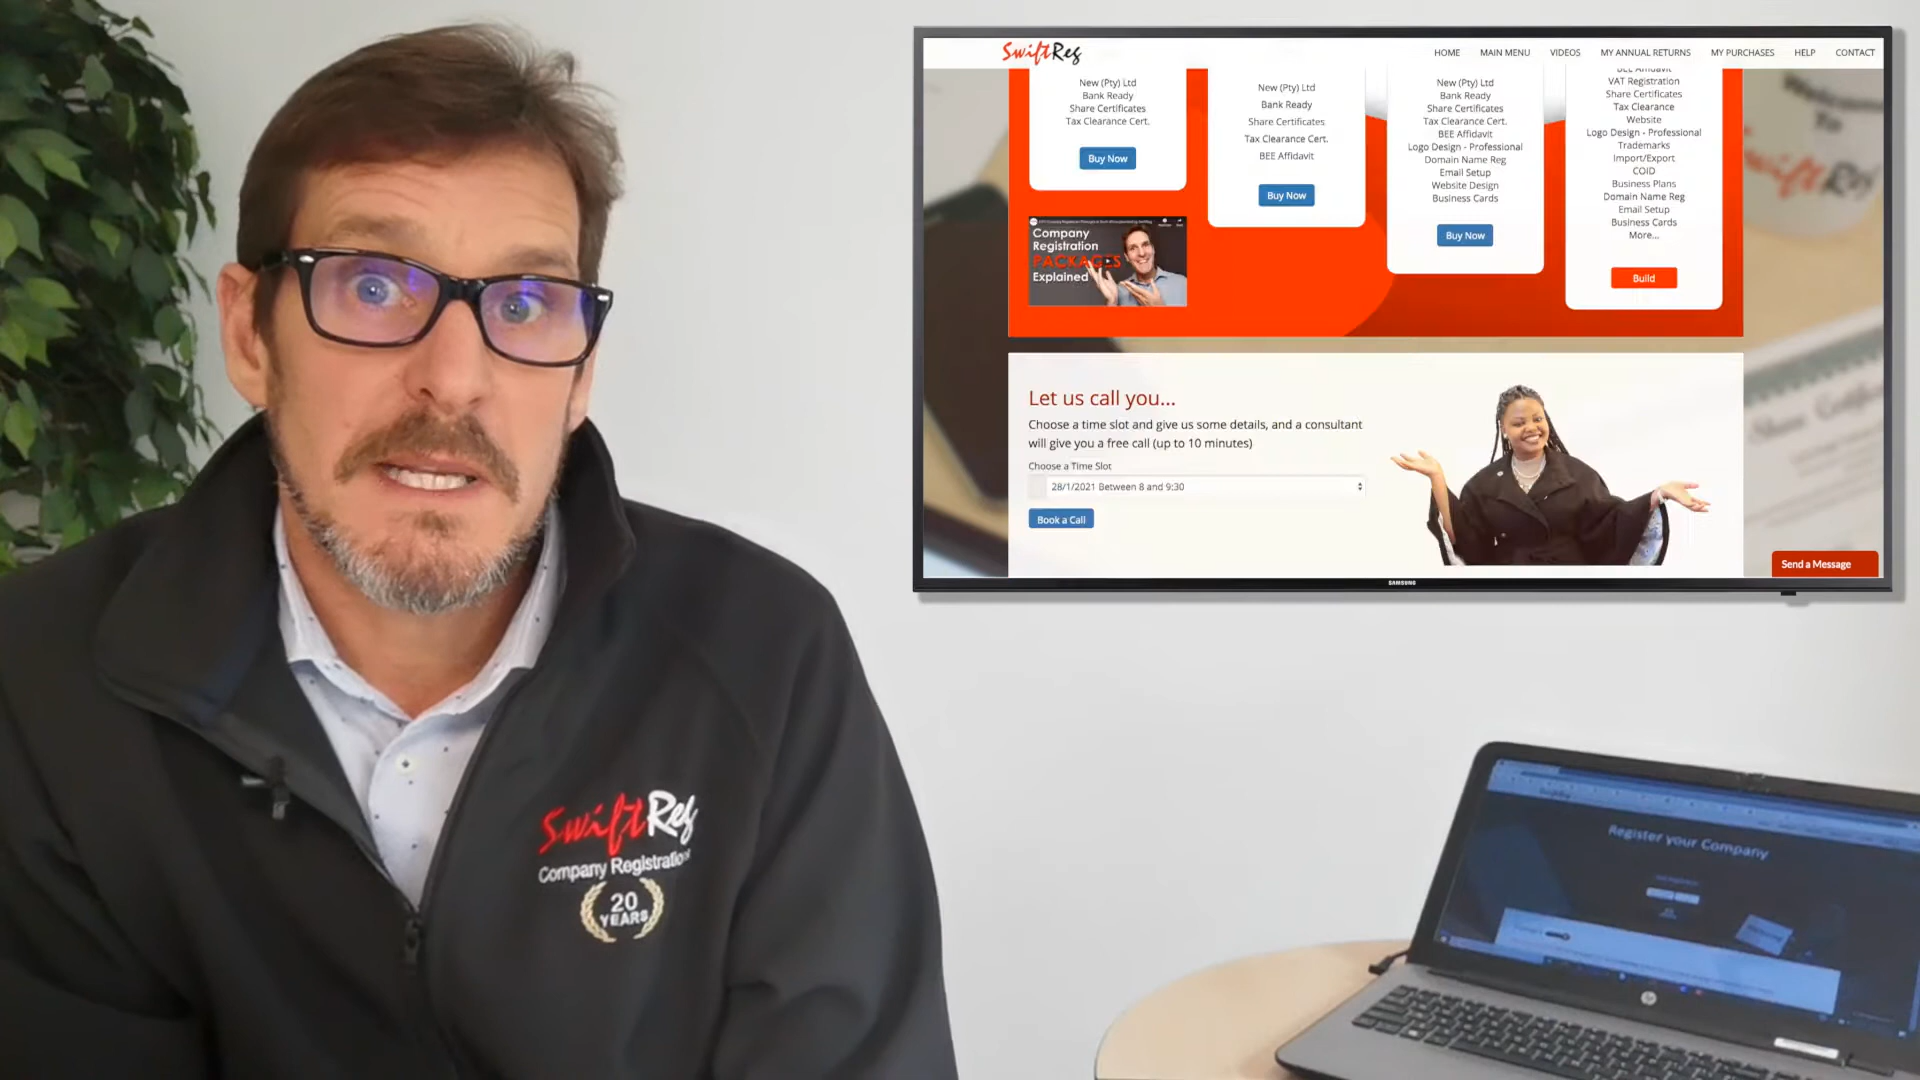 SwiftReg
HOME MAIN MENU VIDEOS MY ANNUAL RETURNS MY PURCHASES HELP CONTACT
New (Pty) Ltd
Bank Ready
Share Certificates
Tax Clearance Cert.
Buy Now
New (Pty) Ltd
Bank Ready
Share Certificates
Tax Clearance Cert.
BEE Affidavit
Buy Now
New (Pty) Ltd
Bank Ready
Share Certificates
Tax Clearance Cert.
BEE Affidavit
Logo Design - Professional
Domain Name Reg
Email Setup
Website Design
Business Cards
Buy Now
BEE Affidavit
VAT Registration
Share Certificates
Tax Clearance
Website
Logo Design - Professional
Trademarks
Import/Export
COID
Business Plans
Domain Name Reg
Email Setup
Business Cards
More...
Build
Company
Registration
PACKAGES
Explained
Let us call you...
Choose a time slot and give us some details, and a consultant
will give you a free call (up to 10 minutes)
Choose a Time Slot
28/1/2021 Between 8 and 9:30
Book a Call
Send a Message
SAMSUNG
SwiftReg
Company Registrations
20
YEARS
Register your Company
hp